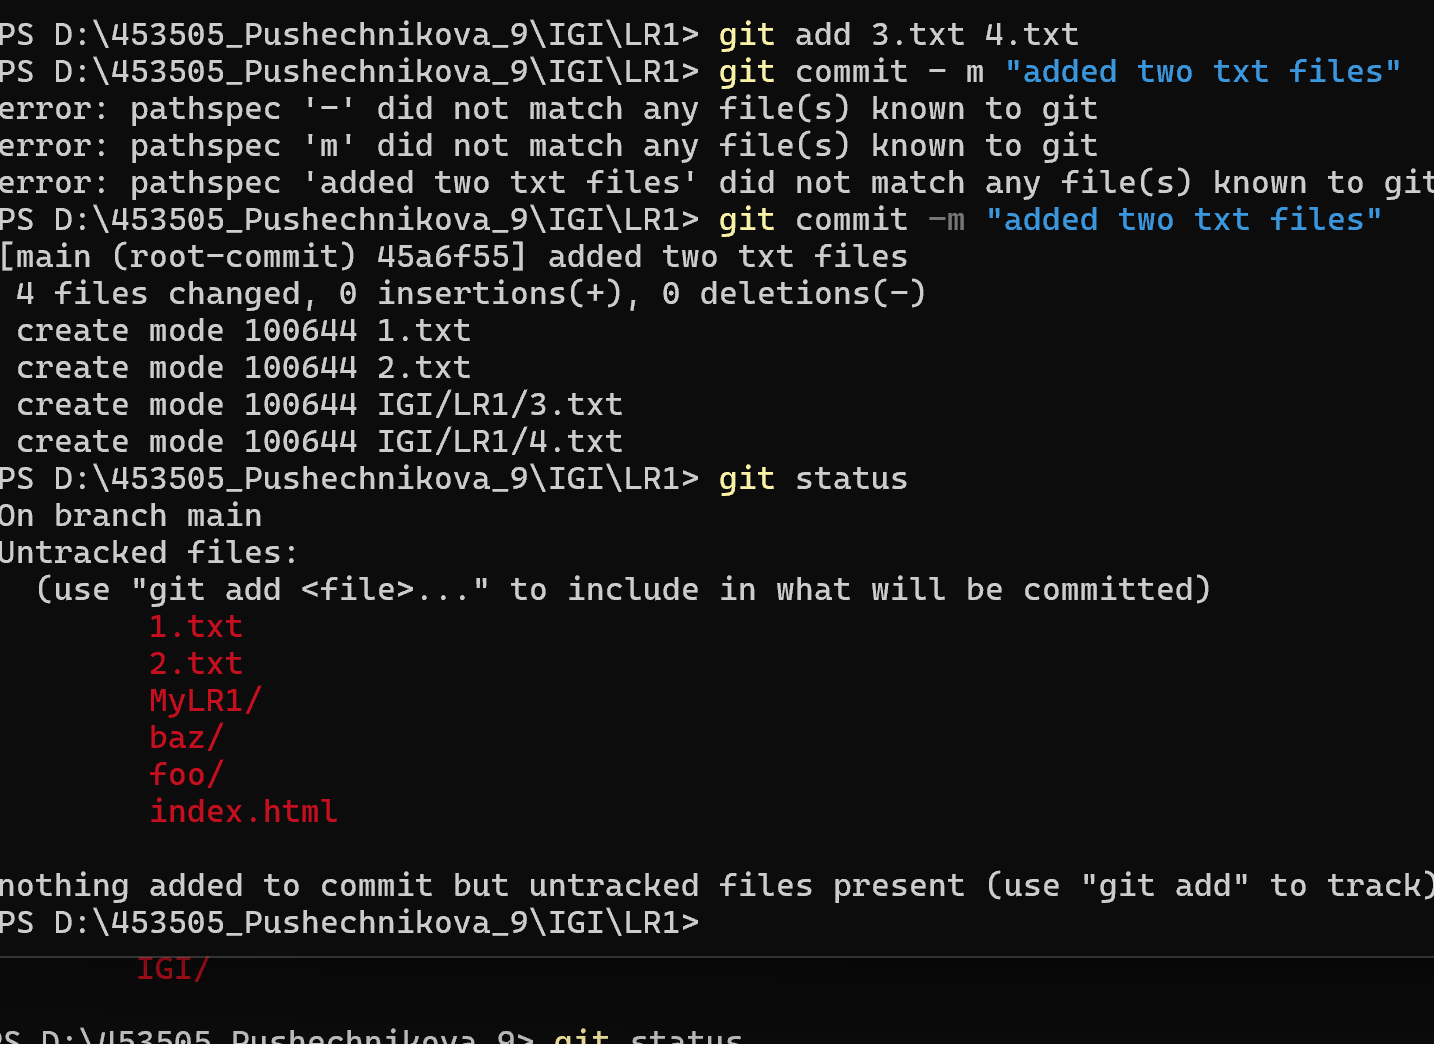 PS D:\453505_Pushechnikova_9\IGI\LR1> git add 3.txt 4.txt
PS D:\453505_Pushechnikova_9\IGI\LR1> git commit - m "added two txt files"
error: pathspec '-' did not match any file(s) known to git
error: pathspec 'm' did not match any file(s) known to git
error: pathspec 'added two txt files' did not match any file(s) known to git
PS D:\453505_Pushechnikova_9\IGI\LR1> git commit -m "added two txt files"
[main (root-commit) 45a6f55] added two txt files
 4 files changed, 0 insertions(+), 0 deletions(-)
 create mode 100644 1.txt
 create mode 100644 2.txt
 create mode 100644 IGI/LR1/3.txt
 create mode 100644 IGI/LR1/4.txt
PS D:\453505_Pushechnikova_9\IGI\LR1> git status
On branch main
Untracked files:
  (use "git add <file>..." to include in what will be committed)
        1.txt
        2.txt
        MyLR1/
        baz/
        foo/
        index.html

nothing added to commit but untracked files present (use "git add" to track)
PS D:\453505_Pushechnikova_9\IGI\LR1>
        IGI/

PS D:\453505_Pushechnikova_9> git status